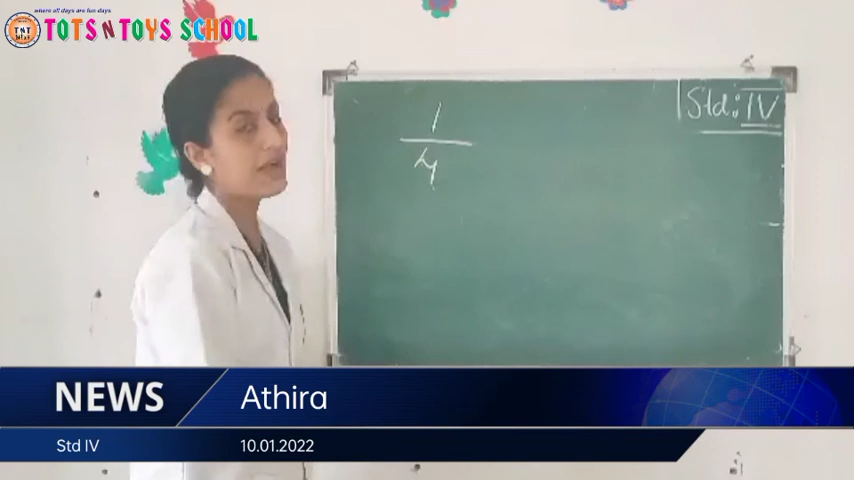 where all days are fun days
TOTS N TOYS SCHOOL
TNT
Std: IV
1
4
NEWS
Athira
Std IV
10.01.2022